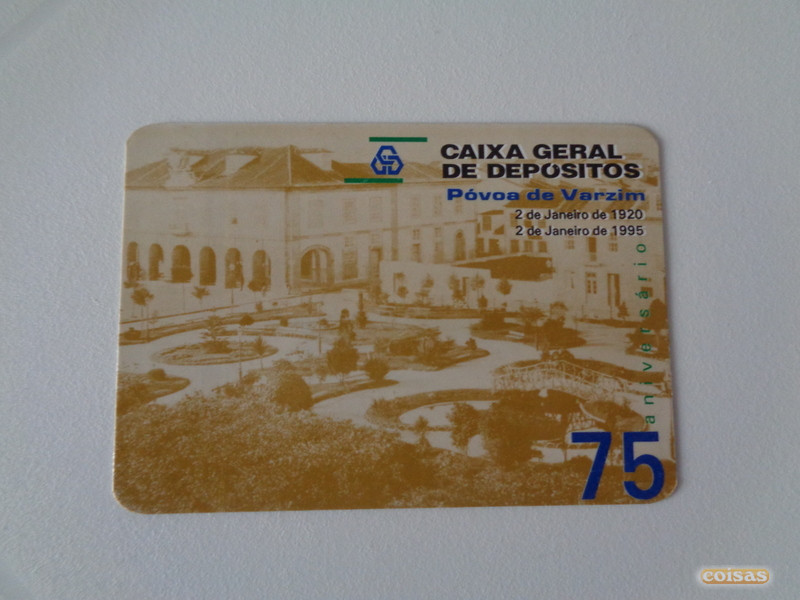 CAIXA GERAL
DE DEPÓSITOS
Póvoa de Varzim
2 de Janeiro de 1920
2 de Janeiro de 1995
aniversário
75
coisas